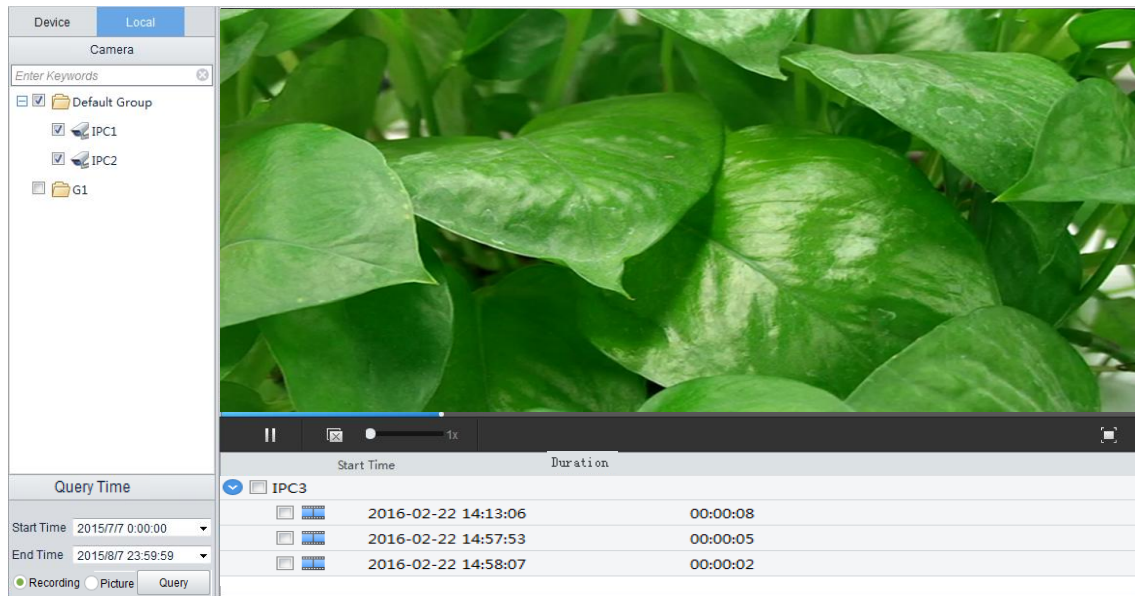 Device Local
Camera
Enter Keywords
Default Group
IPC1
IPC2
G1
1x
Start Time Duration
IPC3
2016-02-22 14:13:06 00:00:08
2016-02-22 14:57:53 00:00:05
2016-02-22 14:58:07 00:00:02
Query Time
Start Time 2015/7/7 0:00:00
End Time 2015/8/7 23:59:59
Recording Picture Query